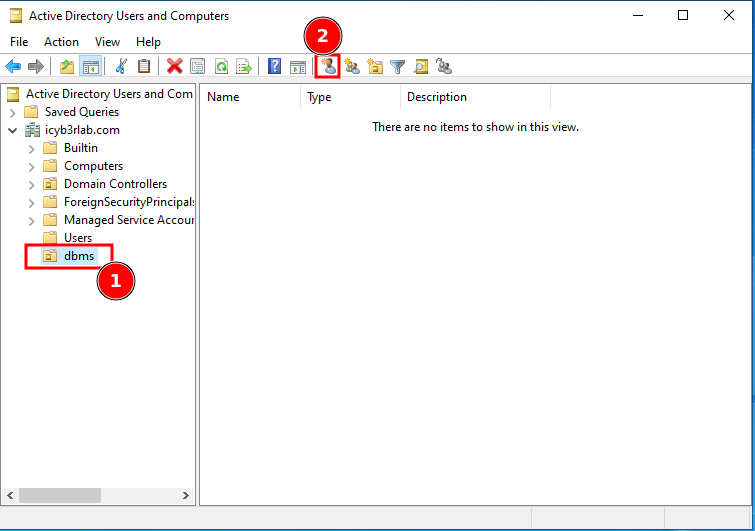 Active Directory Users and Computers
File Action View Help
2
Active Directory Users and Com
Saved Queries
icyb3rlab.com
Builtin
Computers
Domain Controllers
ForeignSecurityPrincipals
Managed Service Accour
Users
dbms
1
Name Type Description
There are no items to show in this view.